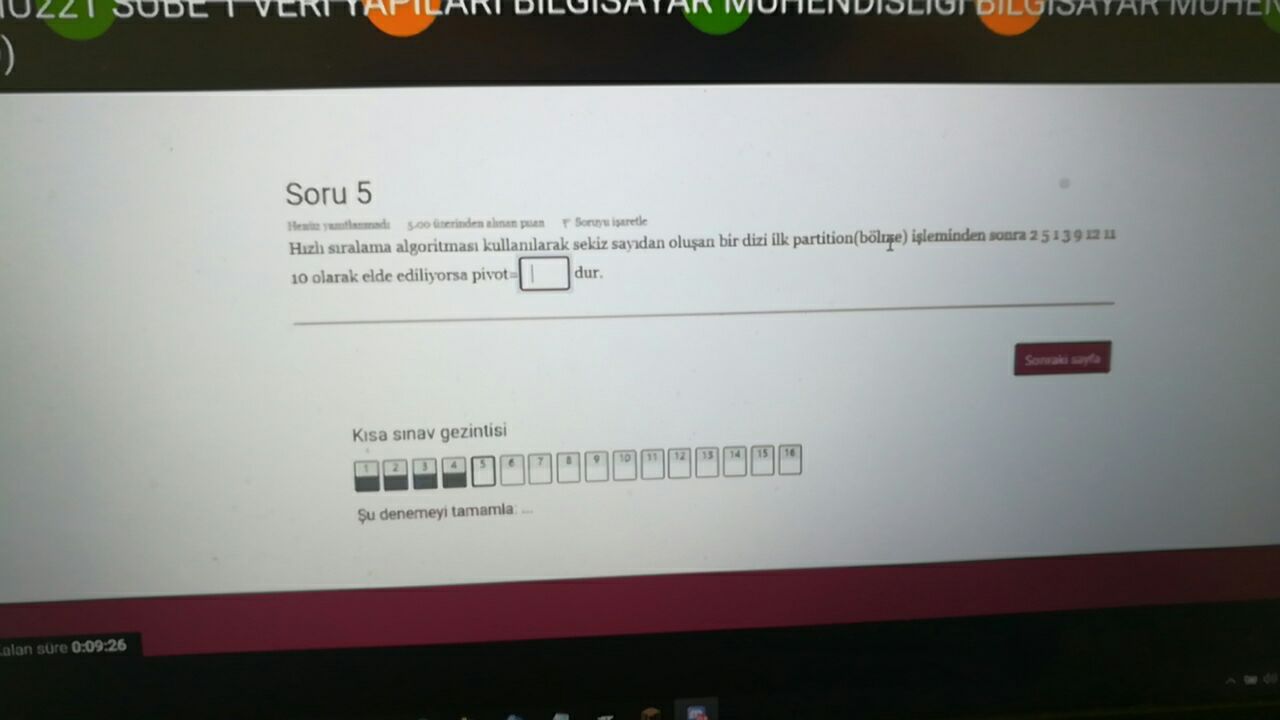 ŞUBE 1 VERİ YAPILARI BİLGİSAYAR MÜHENDİSLİĞİ BİLGİSAYAR
)
Soru 5
Henüz yanıtlanmadı 5,00 üzerinden alınan puan Soruyu işaretle
Hızlı sıralama algoritması kullanılarak sekiz sayıdan oluşan bir dizi ilk partition(bölme) işleminden sonra 2 5 1 3 9 12 11
10 olarak elde ediliyorsa pivot= dur.
Sonraki sayfa
Kısa sınav gezintisi
1 2 3 4 5 6 7 8 9 10 11 12 13 14 15 16
Şu denemeyi tamamla: ...
süre 0:09:26